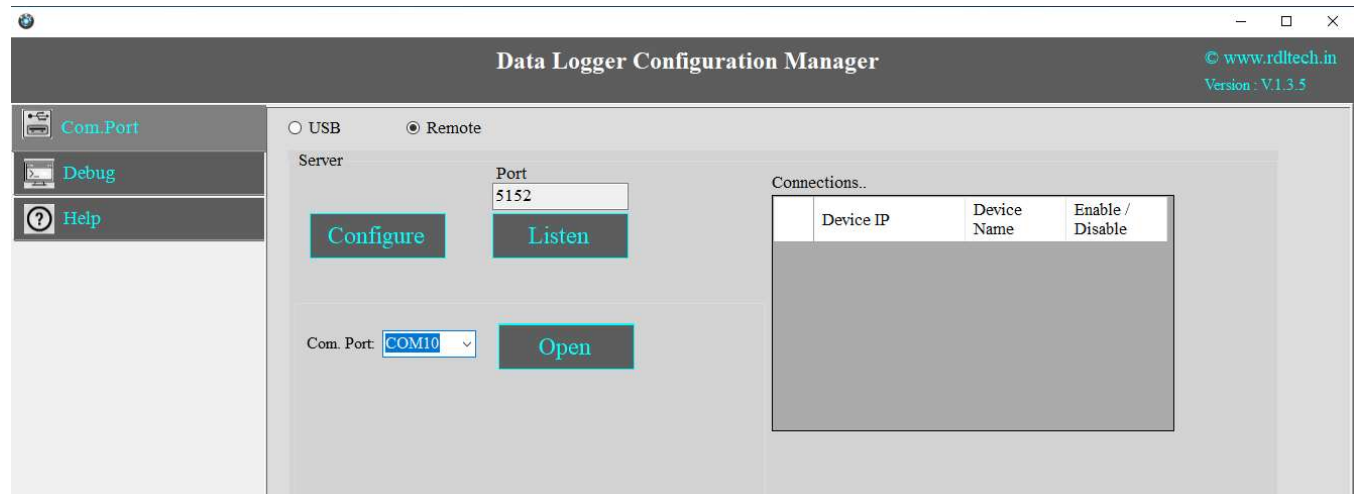 Data Logger Configuration Manager
© www.rdltech.in
Version : V.1.3.5
Com.Port
Debug
Help
USB
Remote
Server
Port
5152
Configure
Listen
Com. Port:
COM10
Open
Connections..
Device IP
Device
Name
Enable /
Disable